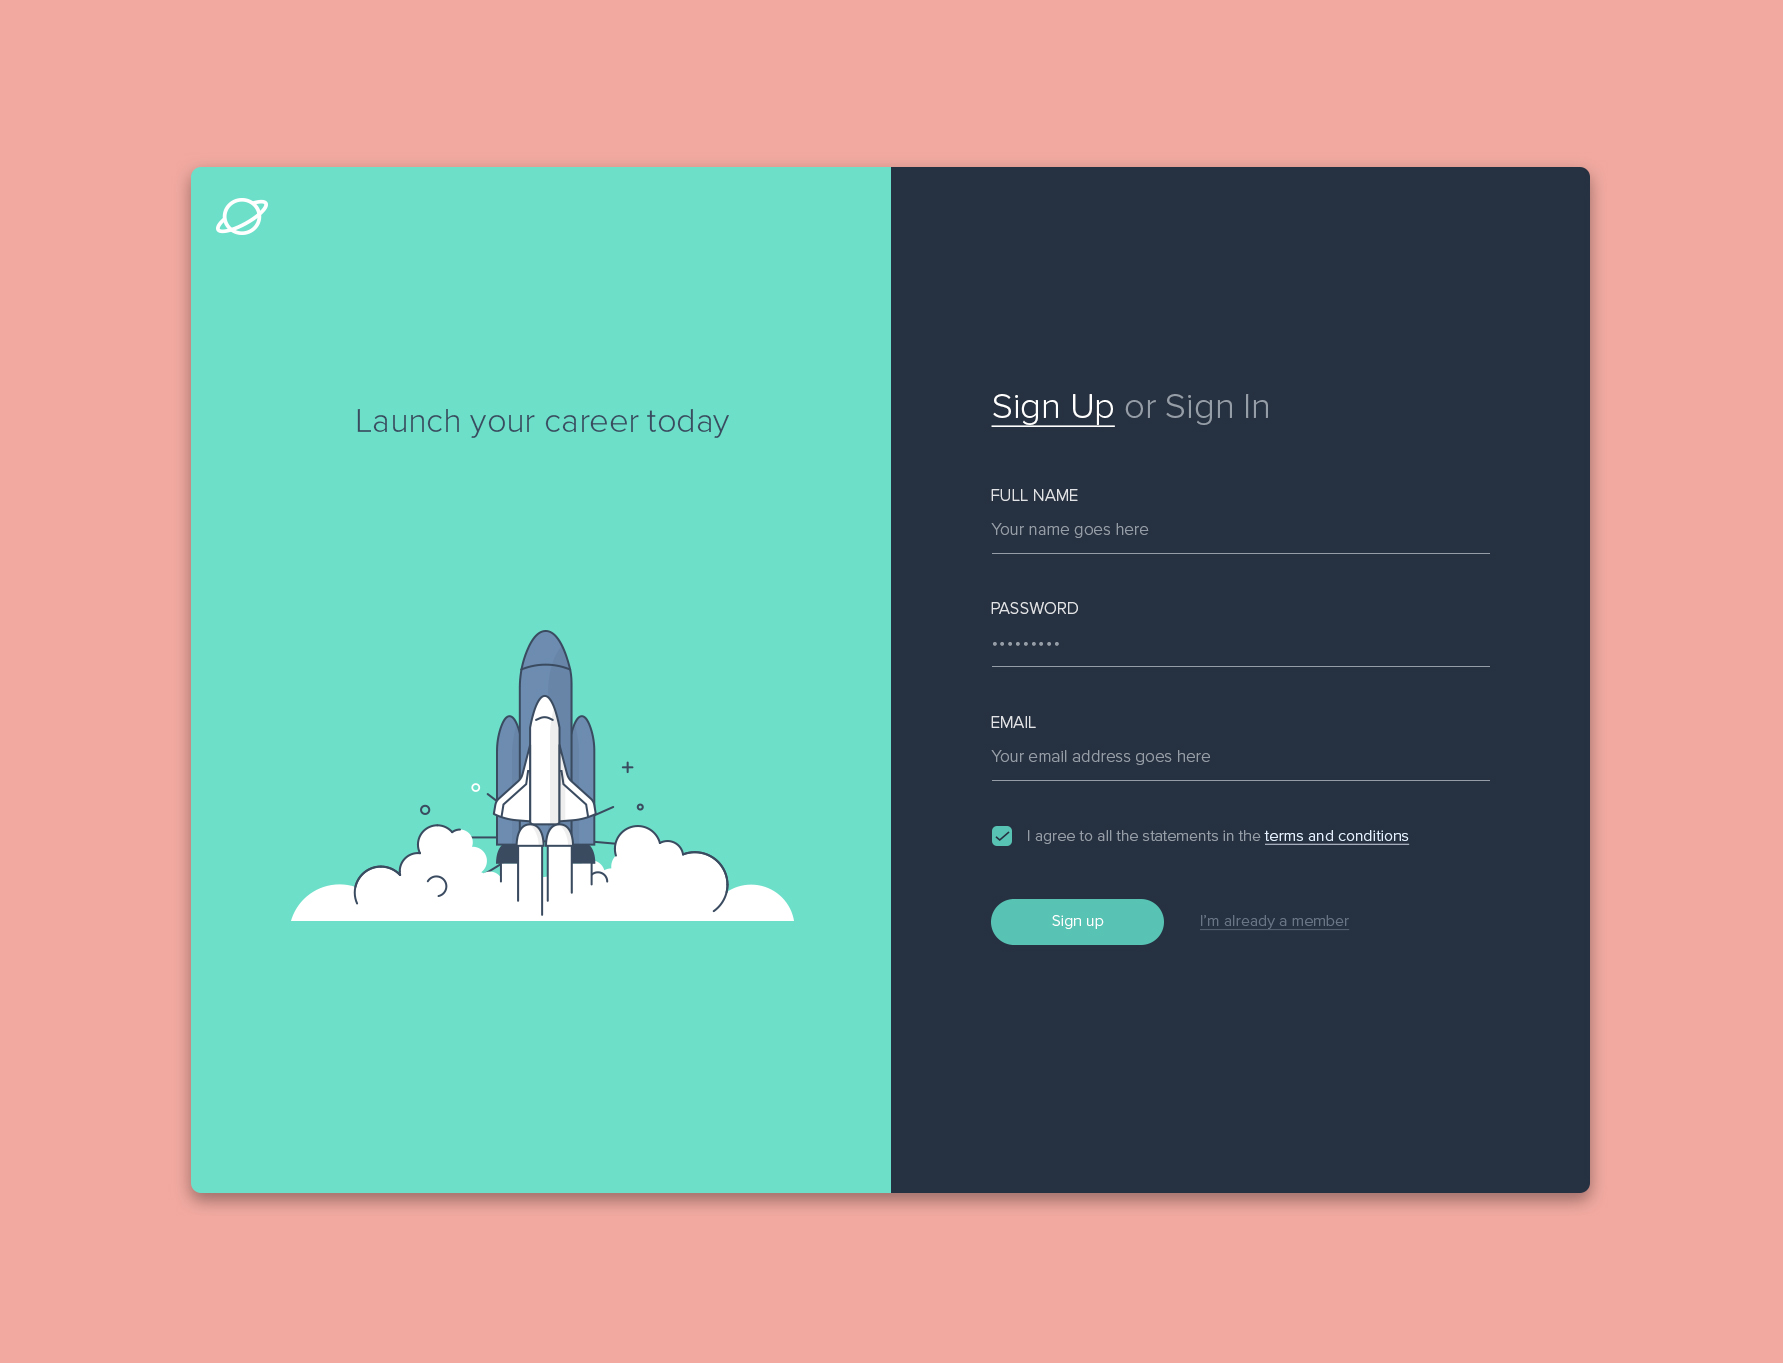 Launch your career today
Sign Up or Sign In
FULL NAME
Your name goes here
PASSWORD
•••••••••
EMAIL
Your email address goes here
I agree to all the statements in the terms and conditions
Sign up
I'm already a member